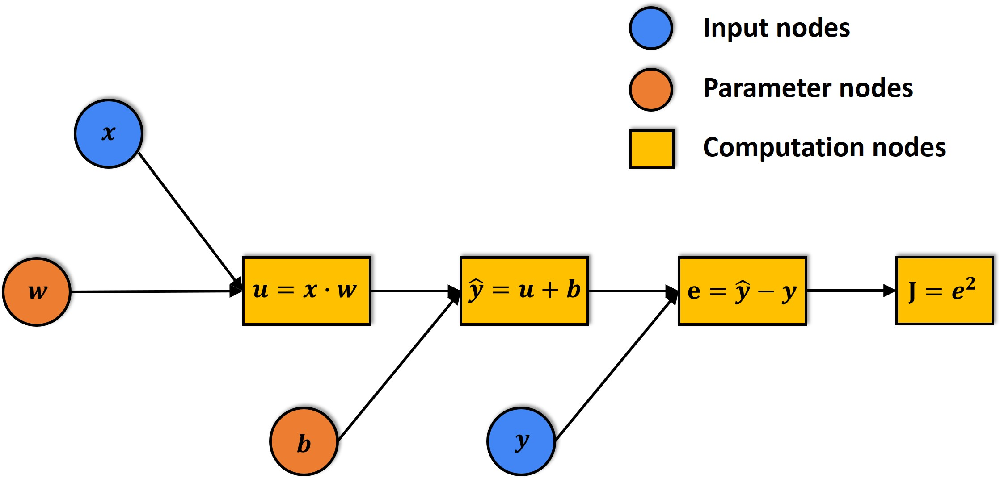 Input nodes
Parameter nodes
Computation nodes
x
w
u = x · w
ŷ = u + b
e = ŷ − y
J = e²
b
y